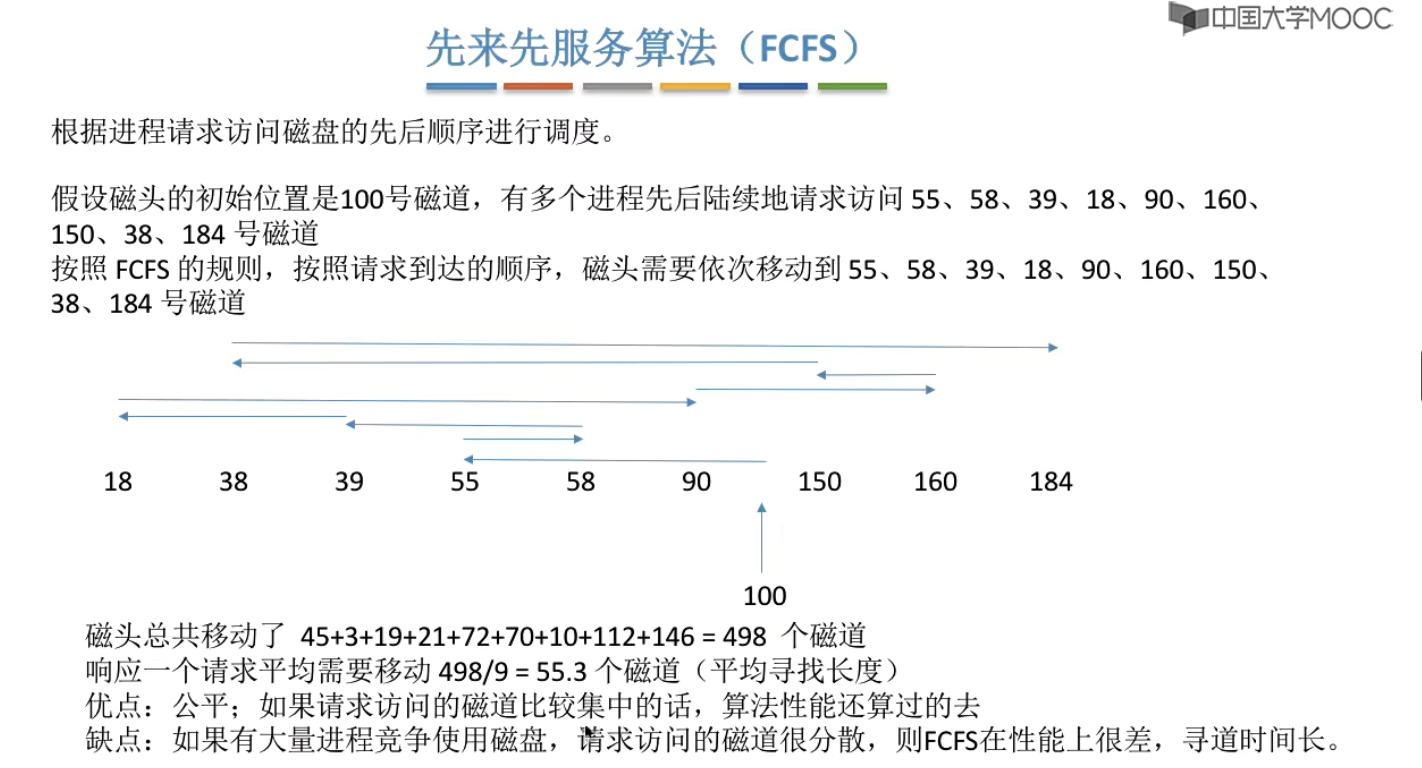 中国大学MOOC
先来先服务算法（FCFS）
根据进程请求访问磁盘的先后顺序进行调度。
假设磁头的初始位置是100号磁道，有多个进程先后陆续地请求访问 55、58、39、18、90、160、
150、38、184 号磁道
按照 FCFS 的规则，按照请求到达的顺序，磁头需要依次移动到 55、58、39、18、90、160、150、
38、184 号磁道
18 38 39 55 58 90 150 160 184
100
磁头总共移动了 45+3+19+21+72+70+10+112+146 = 498 个磁道
响应一个请求平均需要移动 498/9 = 55.3 个磁道（平均寻找长度）
优点：公平；如果请求访问的磁道比较集中的话，算法性能还算过的去
缺点：如果有大量进程竞争使用磁盘，请求访问的磁道很分散，则FCFS在性能上很差，寻道时间长。